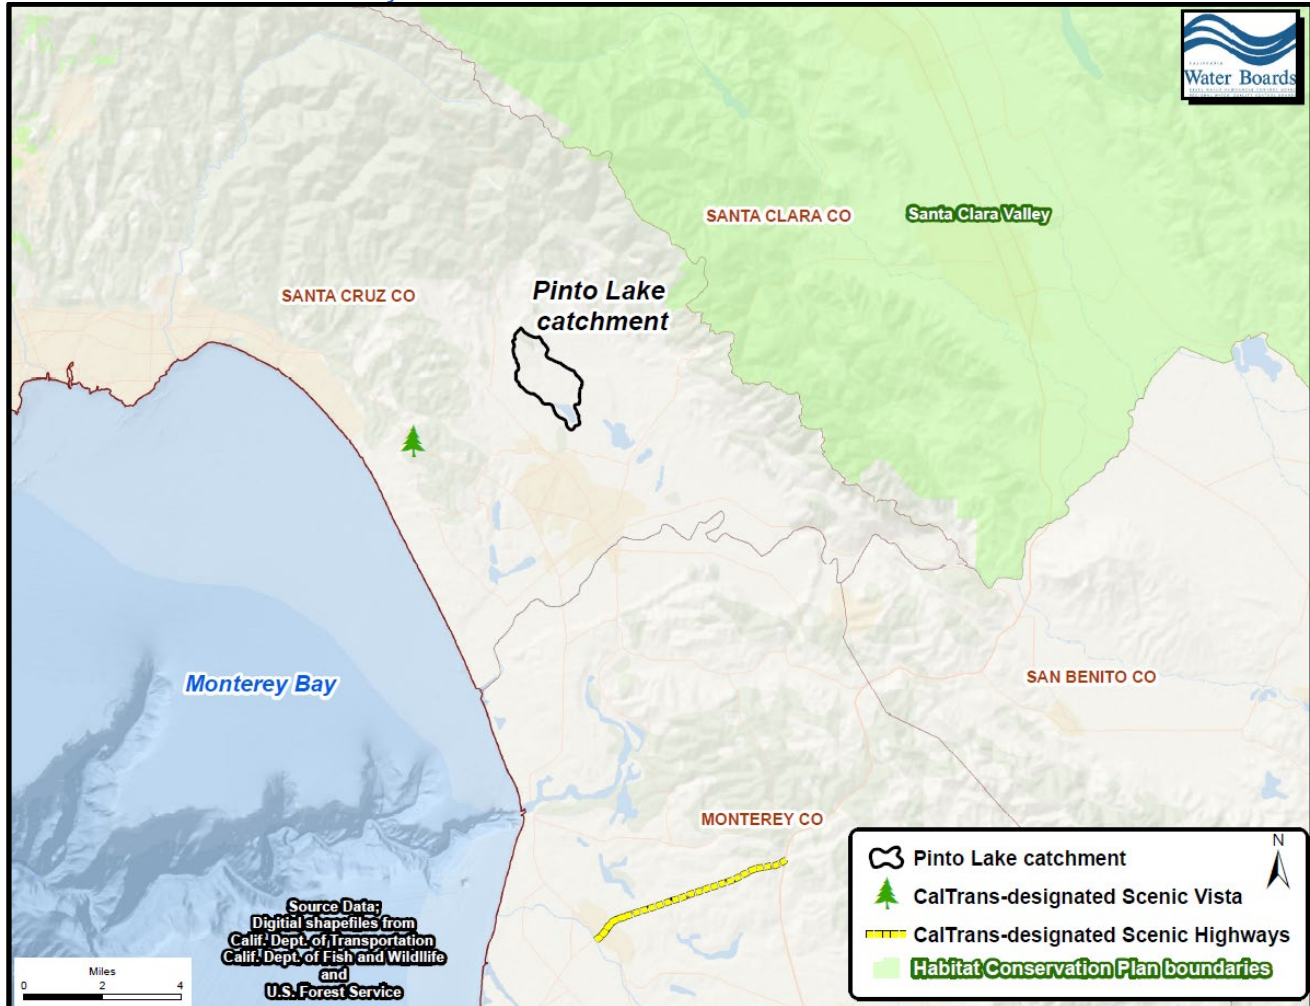 CALIFORNIA
Water Boards
SANTA CLARA CO
Santa Clara Valley
SANTA CRUZ CO
Pinto Lake
catchment
Monterey Bay
SAN BENITO CO
MONTEREY CO
N
Pinto Lake catchment
CalTrans-designated Scenic Vista
CalTrans-designated Scenic Highways
Habitat Conservation Plan boundaries
Source Data;
Digitial shapefiles from
Calif. Dept. of Transportation
Calif. Dept. of Fish and Wildllife
and
U.S. Forest Service
Miles
0 2 4